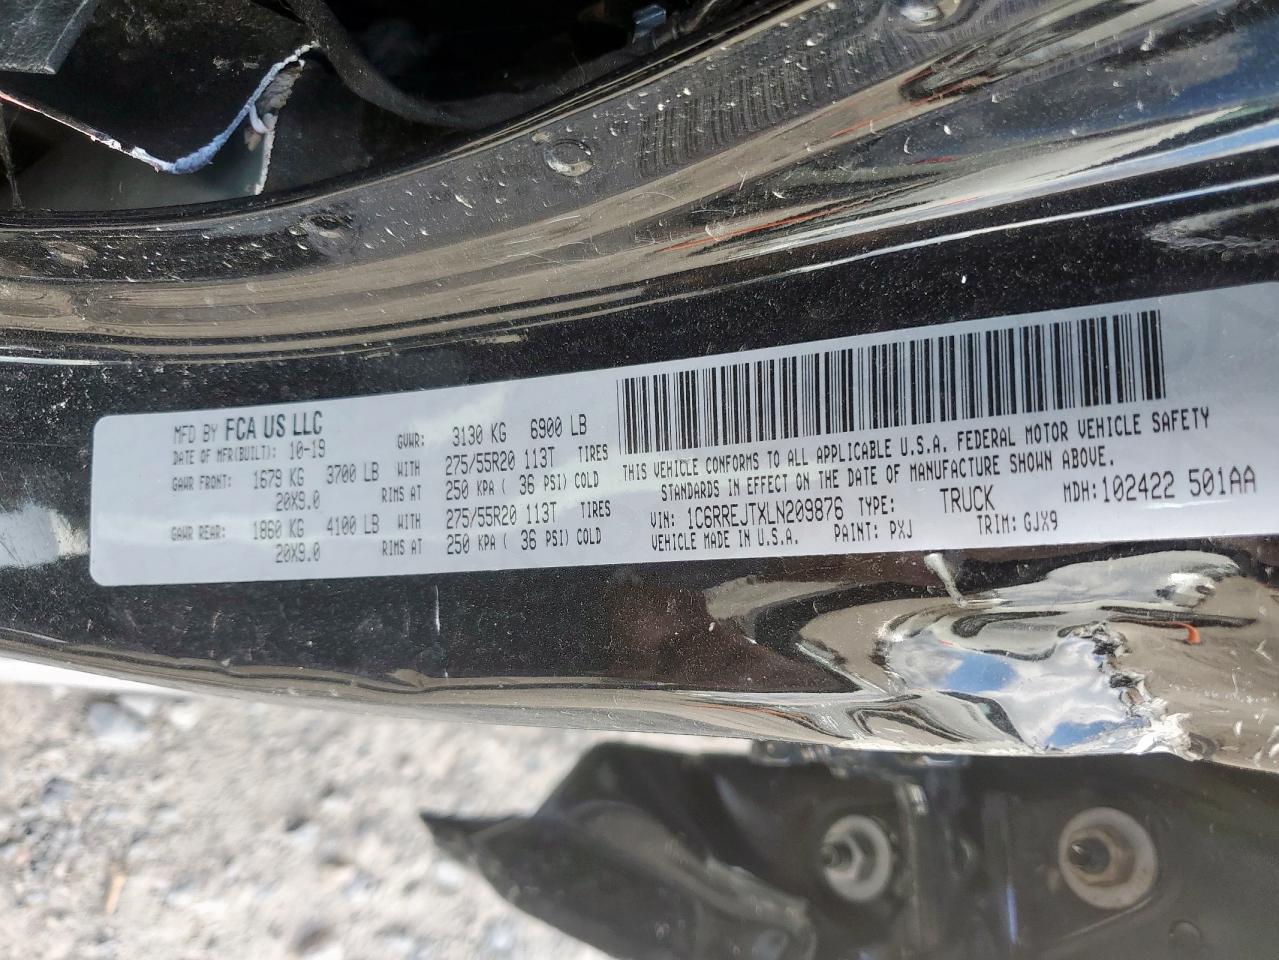 MFD BY FCA US LLC
DATE OF MFR(BUILT): 10-19 GVWR: 3130 KG 6900 LB
GAWR FRONT: 1679 KG 3700 LB WITH 275/55R20 113T TIRES
20X9.0 RIMS AT 250 KPA ( 36 PSI) COLD
GAWR REAR: 1860 KG 4100 LB WITH 275/55R20 113T TIRES
20X9.0 RIMS AT 250 KPA ( 36 PSI) COLD
THIS VEHICLE CONFORMS TO ALL APPLICABLE U.S.A. FEDERAL MOTOR VEHICLE SAFETY
STANDARDS IN EFFECT ON THE DATE OF MANUFACTURE SHOWN ABOVE.
VIN: 1C6RREJTXLN209876 TYPE: TRUCK MDH:102422 501AA
VEHICLE MADE IN U.S.A. PAINT: PXJ TRIM: GJX9